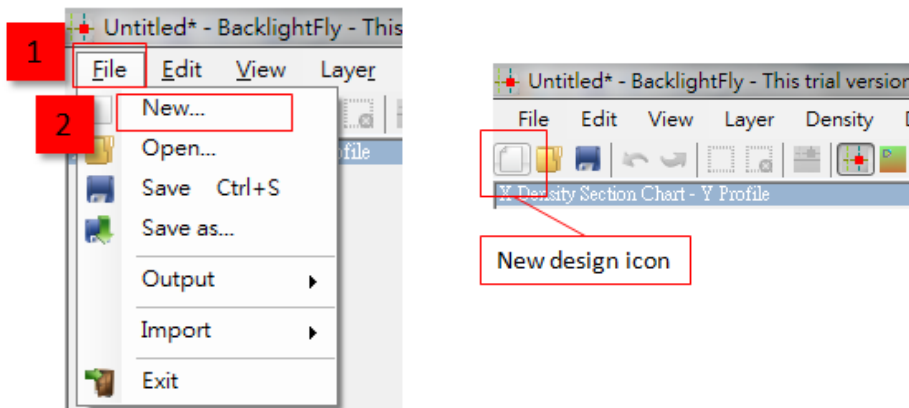 Untitled* - BacklightFly - This
1
File Edit View Layer
2
New...
ofile
Open...
Save Ctrl+S
Save as...
Output
Import
Exit
Untitled* - BacklightFly - This trial version
File Edit View Layer Density D
X Density Section Chart - Y Profile
New design icon